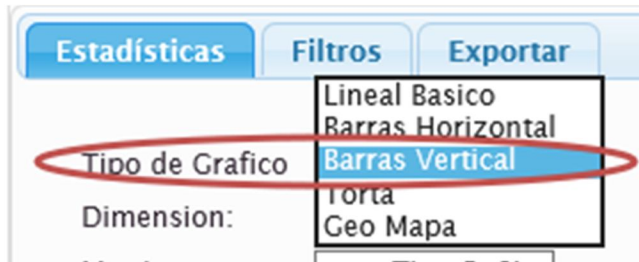 Estadísticas Filtros Exportar
Lineal Basico
Barras Horizontal
Tipo de Grafico Barras Vertical
Torta
Dimension:
Geo Mapa